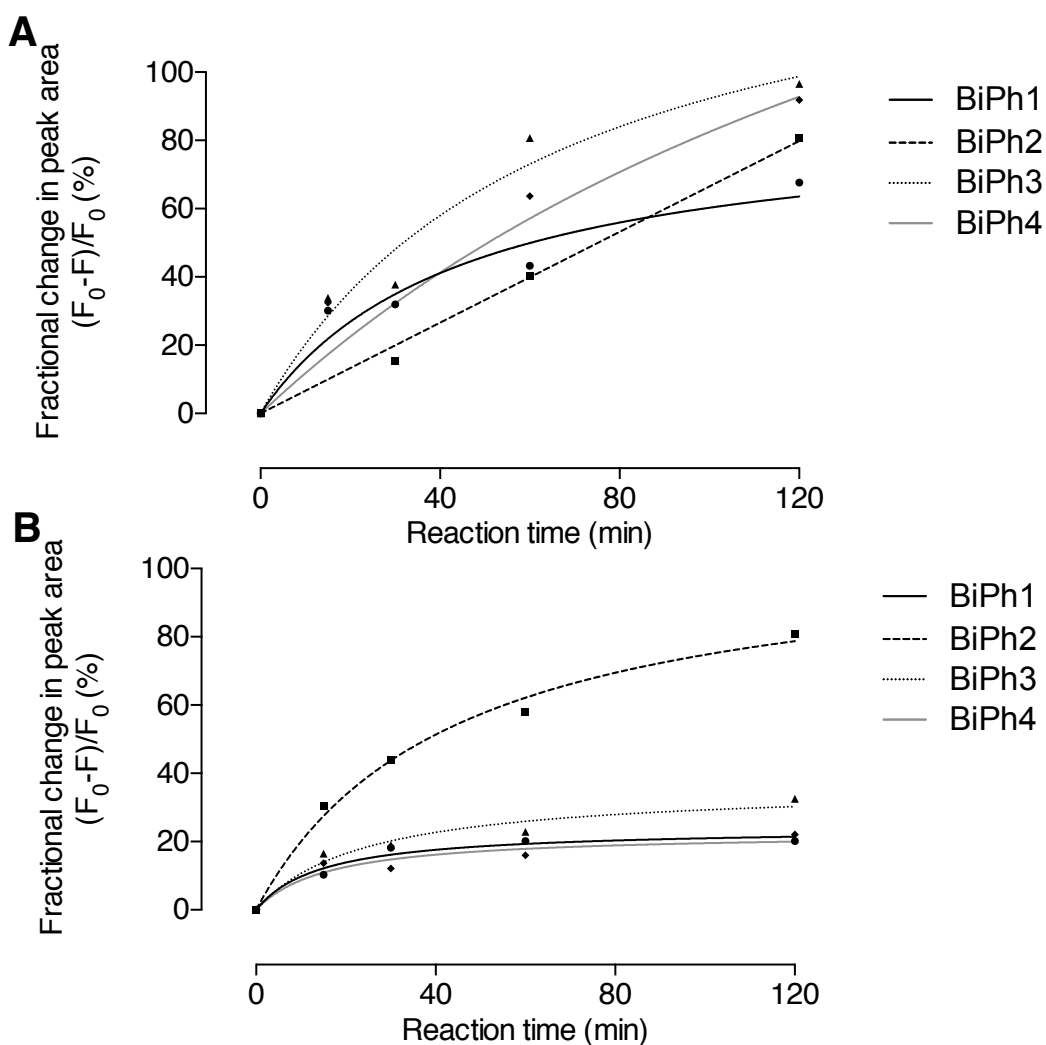 A
Fractional change in peak area
(F0-F)/F0 (%)
100
80
60
40
20
0
0 40 80 120
Reaction time (min)
BiPh1
BiPh2
BiPh3
BiPh4
B
Fractional change in peak area
(F0-F)/F0 (%)
100
80
60
40
20
0
0 40 80 120
Reaction time (min)
BiPh1
BiPh2
BiPh3
BiPh4